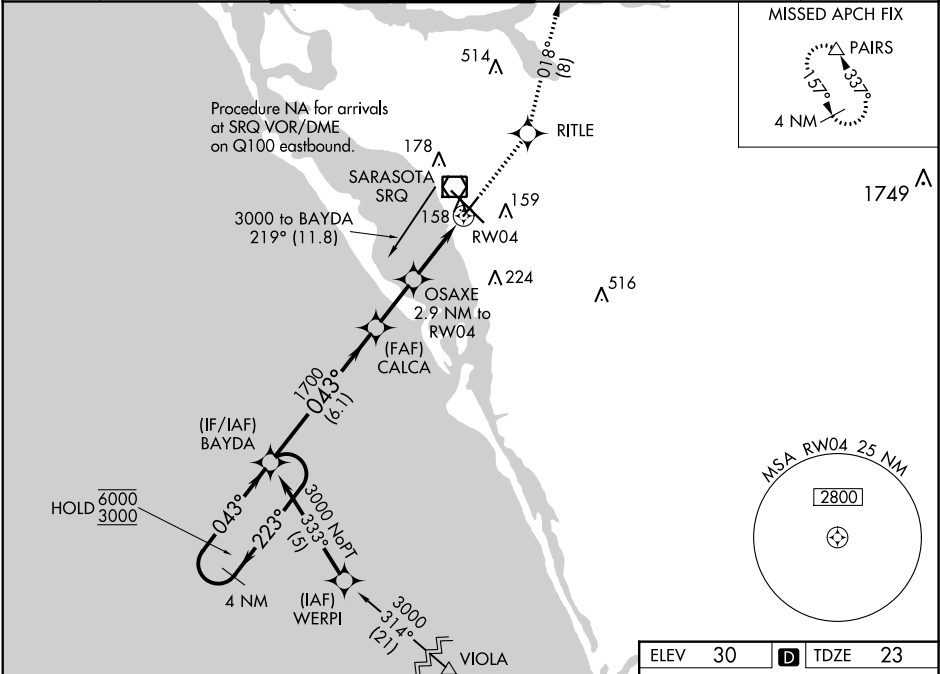 MISSED APCH FIX
PAIRS
157°
337°
4 NM
514
018°
(8)
Procedure NA for arrivals
at SRQ VOR/DME
on Q100 eastbound.
RITLE
178
SARASOTA
SRQ
1749
159
158
3000 to BAYDA
219° (11.8)
RW04
224
516
OSAXE
2.9 NM to
RW04
(FAF)
CALCA
1700
043°
(6.1)
(IF/IAF)
BAYDA
MSA RW04 25 NM
2800
HOLD 6000
3000
043°
223°
3000 NoPT
333°
(5)
4 NM
(IAF)
WERPI
3000
314°
(21)
VIOLA
ELEV 30 D TDZE 23